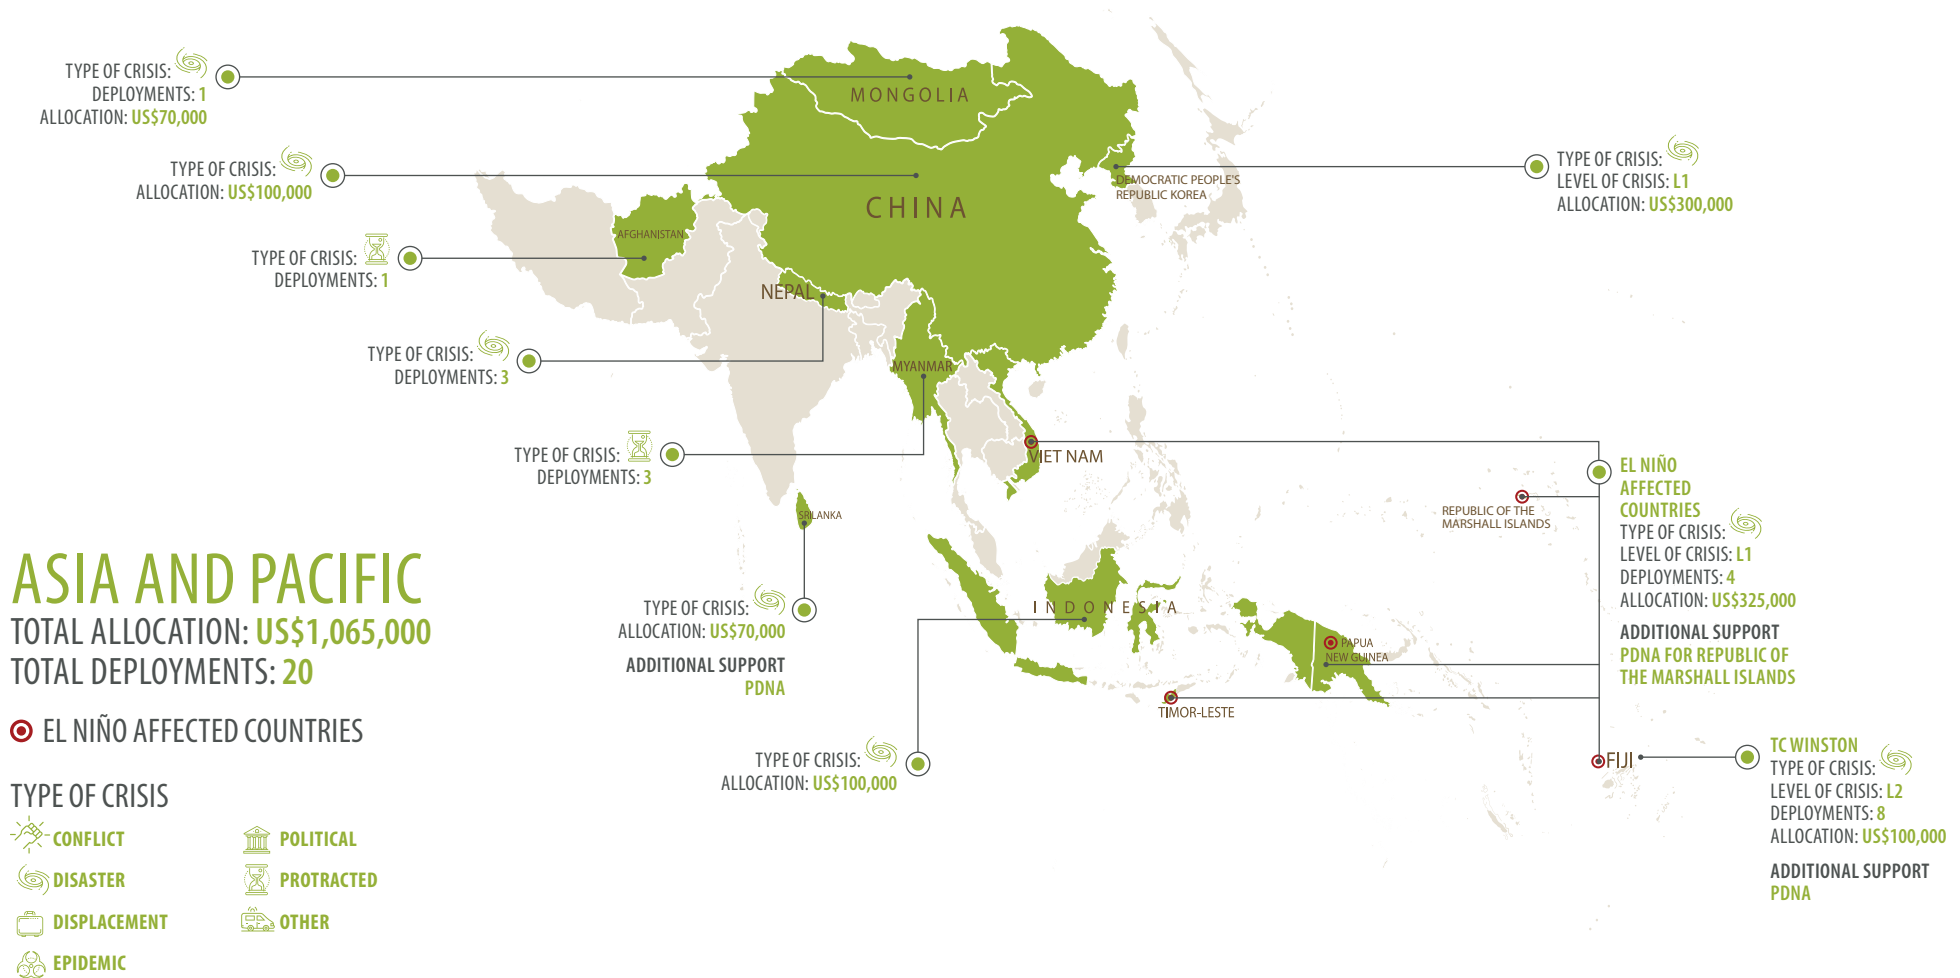 TYPE OF CRISIS:
DEPLOYMENTS: 1
ALLOCATION: US$70,000
TYPE OF CRISIS:
ALLOCATION: US$100,000
TYPE OF CRISIS:
DEPLOYMENTS: 1
TYPE OF CRISIS:
DEPLOYMENTS: 3
TYPE OF CRISIS:
DEPLOYMENTS: 3
TYPE OF CRISIS:
ALLOCATION: US$70,000
ADDITIONAL SUPPORT
PDNA
TYPE OF CRISIS:
ALLOCATION: US$100,000
MONGOLIA
CHINA
DEMOCRATIC PEOPLE'S
REPUBLIC KOREA
AFGHANISTAN
NEPAL
MYANMAR
VIET NAM
SRILANKA
INDONESIA
REPUBLIC OF THE
MARSHALL ISLANDS
PAPUA
NEW GUINEA
TIMOR-LESTE
FIJI
TYPE OF CRISIS:
LEVEL OF CRISIS: L1
ALLOCATION: US$300,000
EL NIÑO
AFFECTED
COUNTRIES
TYPE OF CRISIS:
LEVEL OF CRISIS: L1
DEPLOYMENTS: 4
ALLOCATION: US$325,000
ADDITIONAL SUPPORT
PDNA FOR REPUBLIC OF
THE MARSHALL ISLANDS
TC WINSTON
TYPE OF CRISIS:
LEVEL OF CRISIS: L2
DEPLOYMENTS: 8
ALLOCATION: US$100,000
ADDITIONAL SUPPORT
PDNA
ASIA AND PACIFIC
TOTAL ALLOCATION: US$1,065,000
TOTAL DEPLOYMENTS: 20
EL NIÑO AFFECTED COUNTRIES
TYPE OF CRISIS
CONFLICT
DISASTER
DISPLACEMENT
EPIDEMIC
POLITICAL
PROTRACTED
OTHER